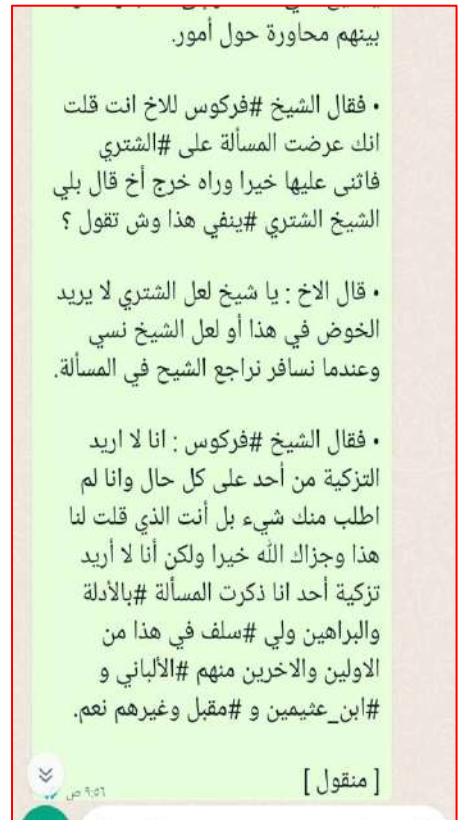 بينهم محاورة حول أمور.
• فقال الشيخ #فركوس للاخ انت قلت
انك عرضت المسألة على #الشتري
فاثنى عليها خيرا وراه خرج أخ قال بلي
الشيخ الشتري #ينفي هذا وش تقول ؟
• قال الاخ : يا شيخ لعل الشتري لا يريد
الخوض في هذا أو لعل الشيخ نسي
وعندما نسافر نراجع الشيح في المسألة.
• فقال الشيخ #فركوس : انا لا اريد
التزكية من أحد على كل حال وانا لم
اطلب منك شيء بل أنت الذي قلت لنا
هذا وجزاك الله خيرا ولكن أنا لا أريد
تزكية أحد انا ذكرت المسألة #بالأدلة
والبراهين ولي #سلف في هذا من
الاولين والاخرين منهم #الألباني و
#ابن_عثيمين و #مقبل وغيرهم نعم.
[ منقول ]
٩:٥٦ ص